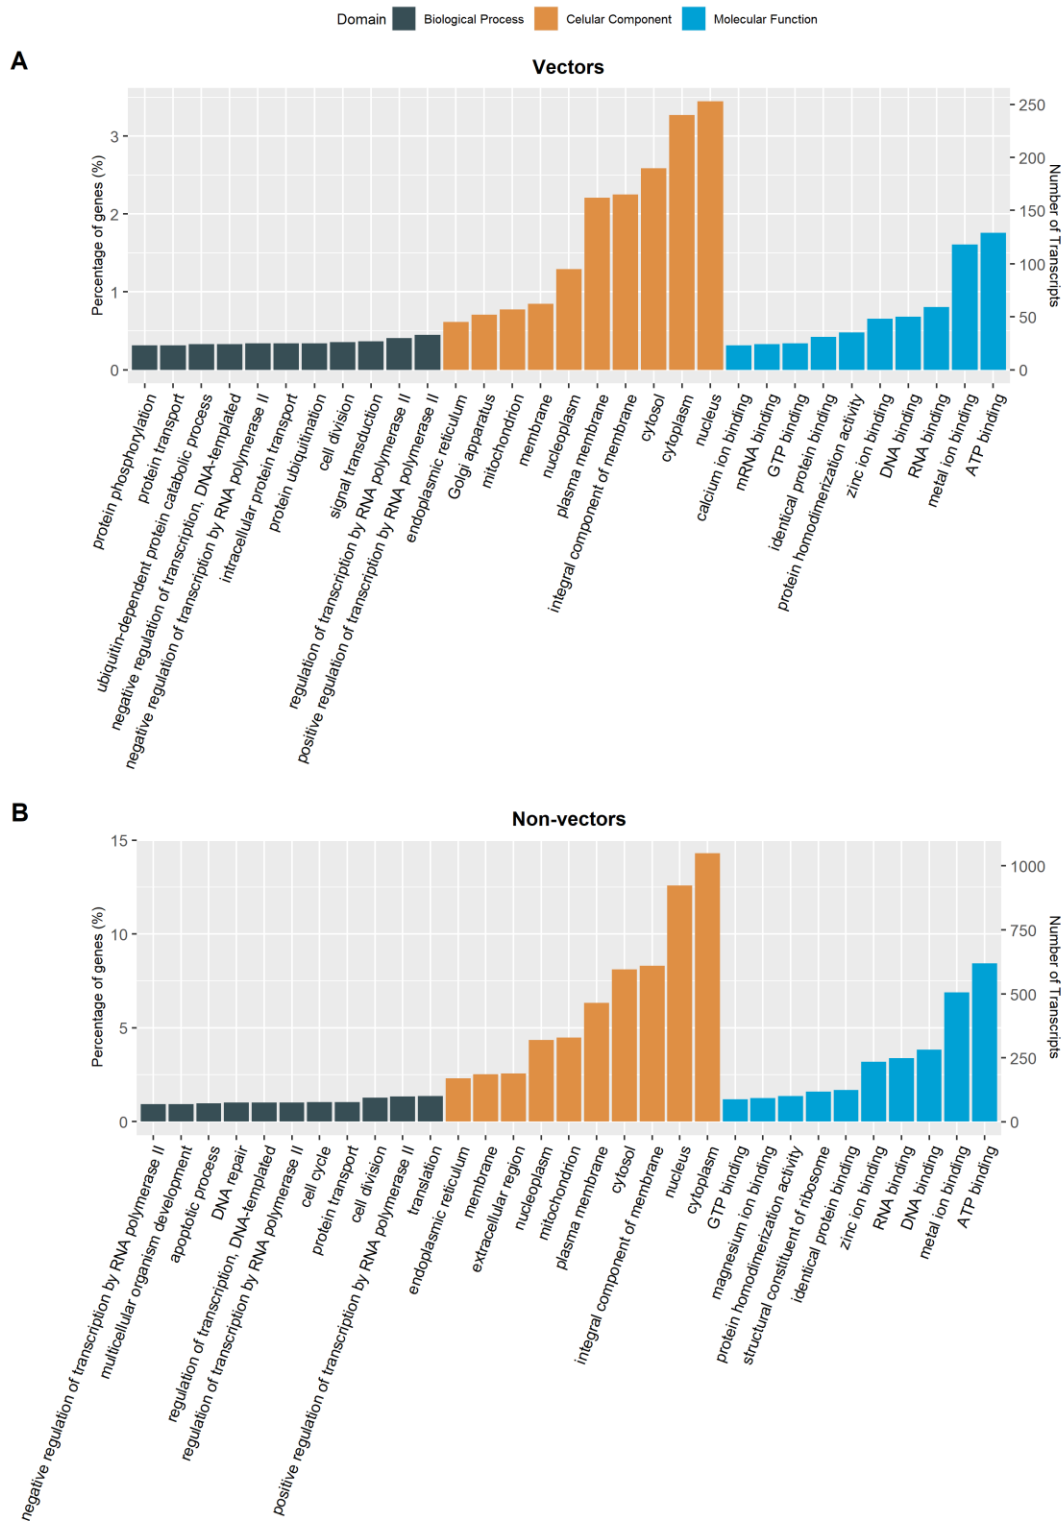 Domain Biological Process Celular Component Molecular Function
A
Vectors
Percentage of genes (%)
3
2
1
0
250
200
150
100
50
0
Number of Transcripts
protein phosphorylation
protein transport
ubiquitin-dependent protein catabolic process
negative regulation of transcription, DNA-templated
negative regulation of transcription by RNA polymerase II
intracellular protein transport
protein ubiquitination
cell division
signal transduction
regulation of transcription by RNA polymerase II
positive regulation of transcription by RNA polymerase II
endoplasmic reticulum
Golgi apparatus
mitochondrion
membrane
nucleoplasm
plasma membrane
integral component of membrane
cytosol
cytoplasm
nucleus
calcium ion binding
mRNA binding
GTP binding
identical protein binding
protein homodimerization activity
zinc ion binding
DNA binding
RNA binding
metal ion binding
ATP binding
B
Non-vectors
Percentage of genes (%)
15
10
5
0
1000
750
500
250
0
Number of Transcripts
negative regulation of transcription by RNA polymerase II
multicellular organism development
apoptotic process
DNA repair
regulation of transcription, DNA-templated
regulation of transcription by RNA polymerase II
cell cycle
protein transport
cell division
positive regulation of transcription by RNA polymerase II
translation
endoplasmic reticulum
membrane
extracellular region
nucleoplasm
mitochondrion
plasma membrane
cytosol
integral component of membrane
nucleus
cytoplasm
GTP binding
magnesium ion binding
protein homodimerization activity
structural constituent of ribosome
identical protein binding
zinc ion binding
RNA binding
DNA binding
metal ion binding
ATP binding